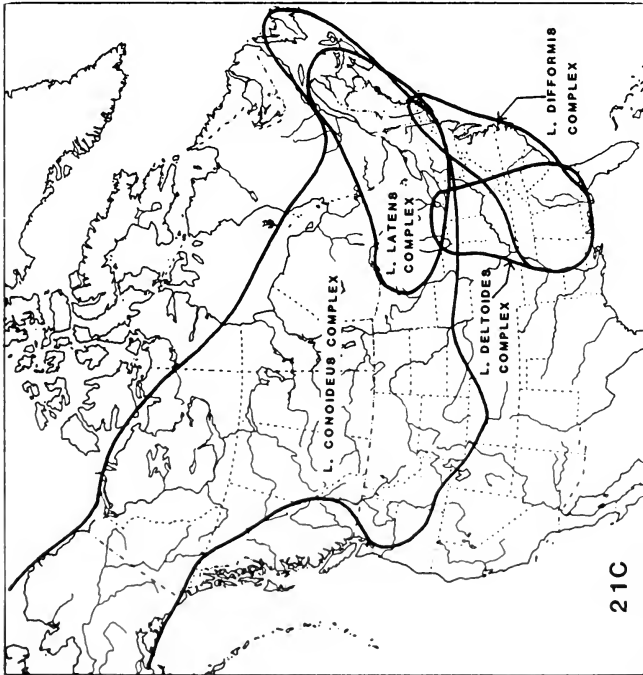 L. CONOIDEUS COMPLEX
L. LATENS
COMPLEX
L. DELTOIDES
COMPLEX
L. DIFFORMIS
COMPLEX
21C